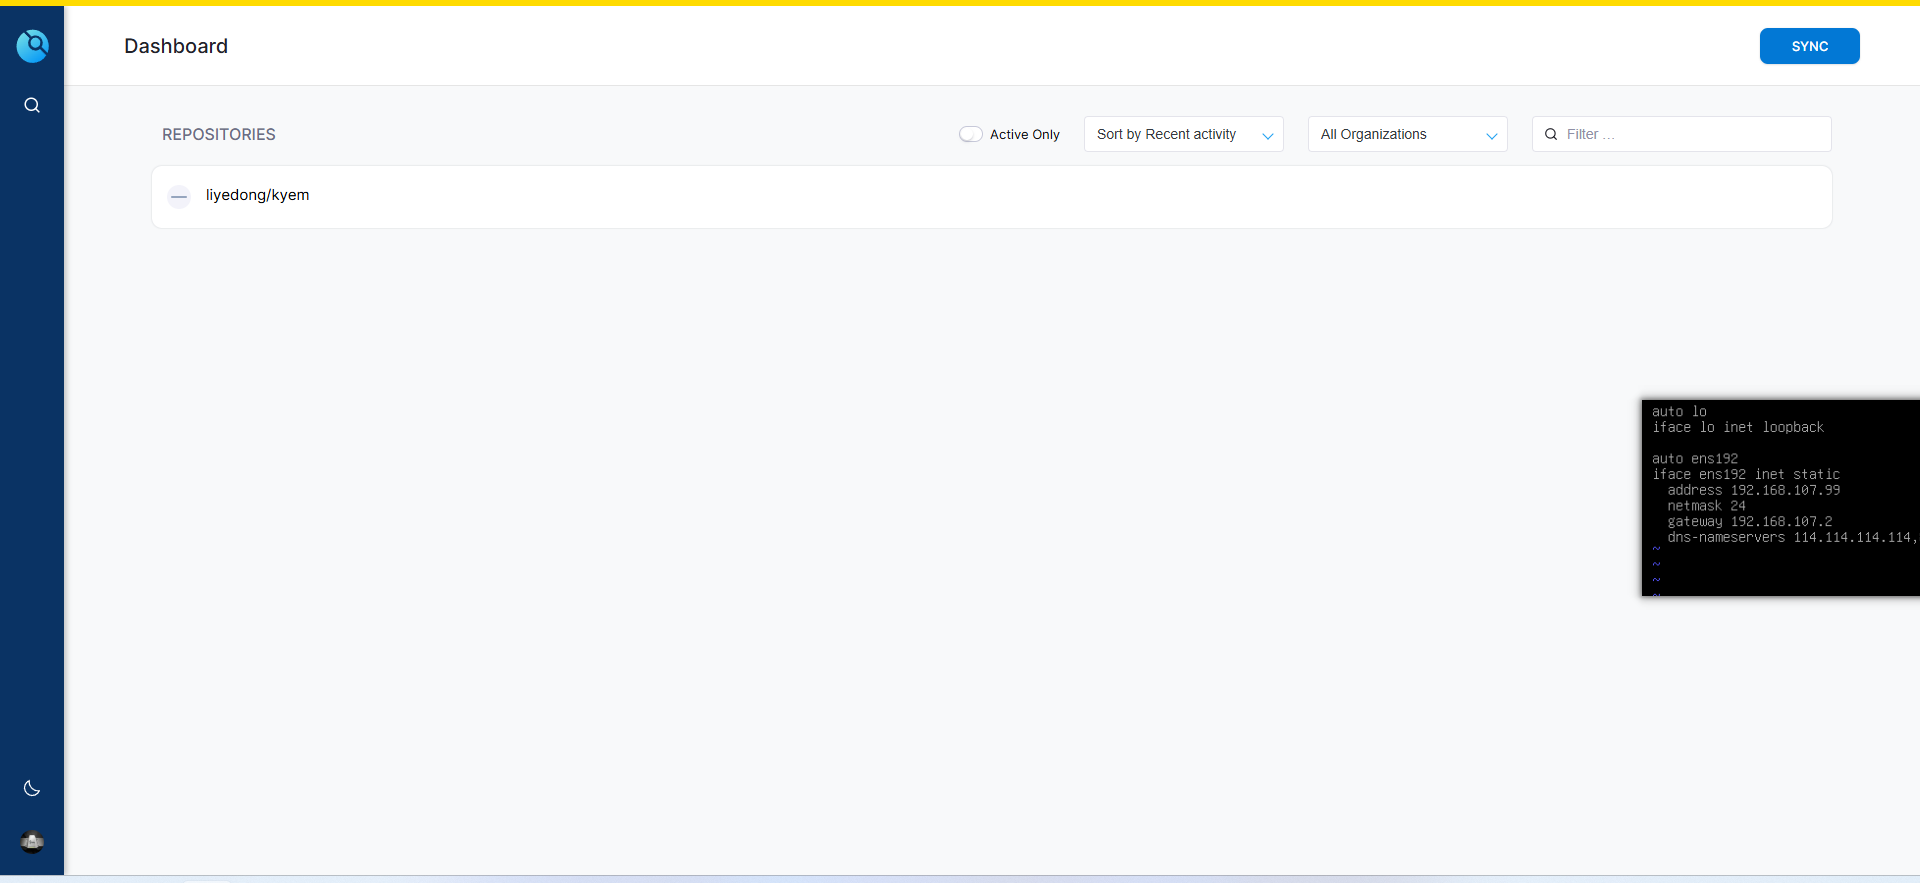 Dashboard
SYNC
REPOSITORIES
Active Only
Sort by Recent activity
All Organizations
Filter ...
liyedong/kyem
auto lo
iface lo inet loopback
auto ens192
iface ens192 inet static
address 192.168.107.99
netmask 24
gateway 192.168.107.2
dns-nameservers 114.114.114.114,
~
~
~
~